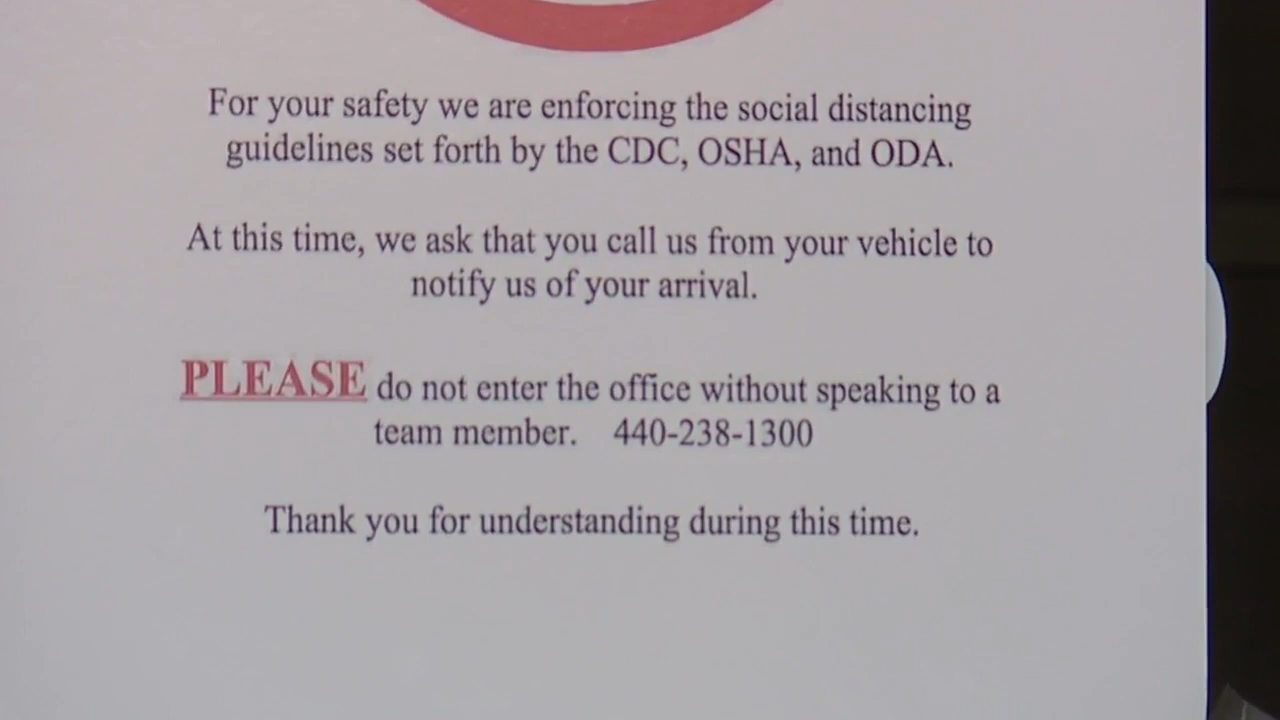 For your safety we are enforcing the social distancing
guidelines set forth by the CDC, OSHA, and ODA.
At this time, we ask that you call us from your vehicle to
notify us of your arrival.
PLEASE do not enter the office without speaking to a
team member. 440-238-1300
Thank you for understanding during this time.